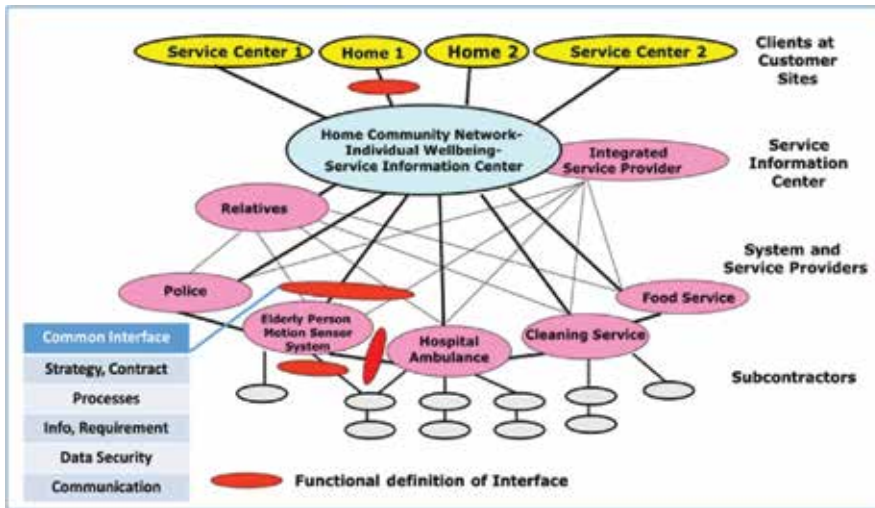 Service Center 1
Home 1
Home 2
Service Center 2
Clients at
Customer
Sites
Home Community Network-
Individual Wellbeing-
Service Information Center
Integrated
Service Provider
Service
Information
Center
Relatives
System and
Service Providers
Police
Food Service
Elderly Person
Motion Sensor
System
Hospital
Ambulance
Cleaning Service
Common Interface
Strategy, Contract
Processes
Info, Requirement
Data Security
Communication
Subcontractors
Functional definition of Interface